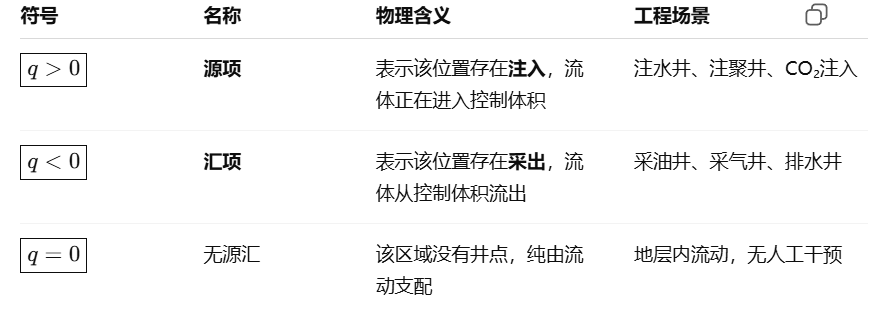 符号 名称 物理含义 工程场景
q > 0 源项 表示该位置存在注入，流 注水井、注聚井、CO₂注入
体正在进入控制体积
q < 0 汇项 表示该位置存在采出，流 采油井、采气井、排水井
体从控制体积流出
q = 0 无源汇 该区域没有井点，纯由流 地层内流动，无人工干预
动支配